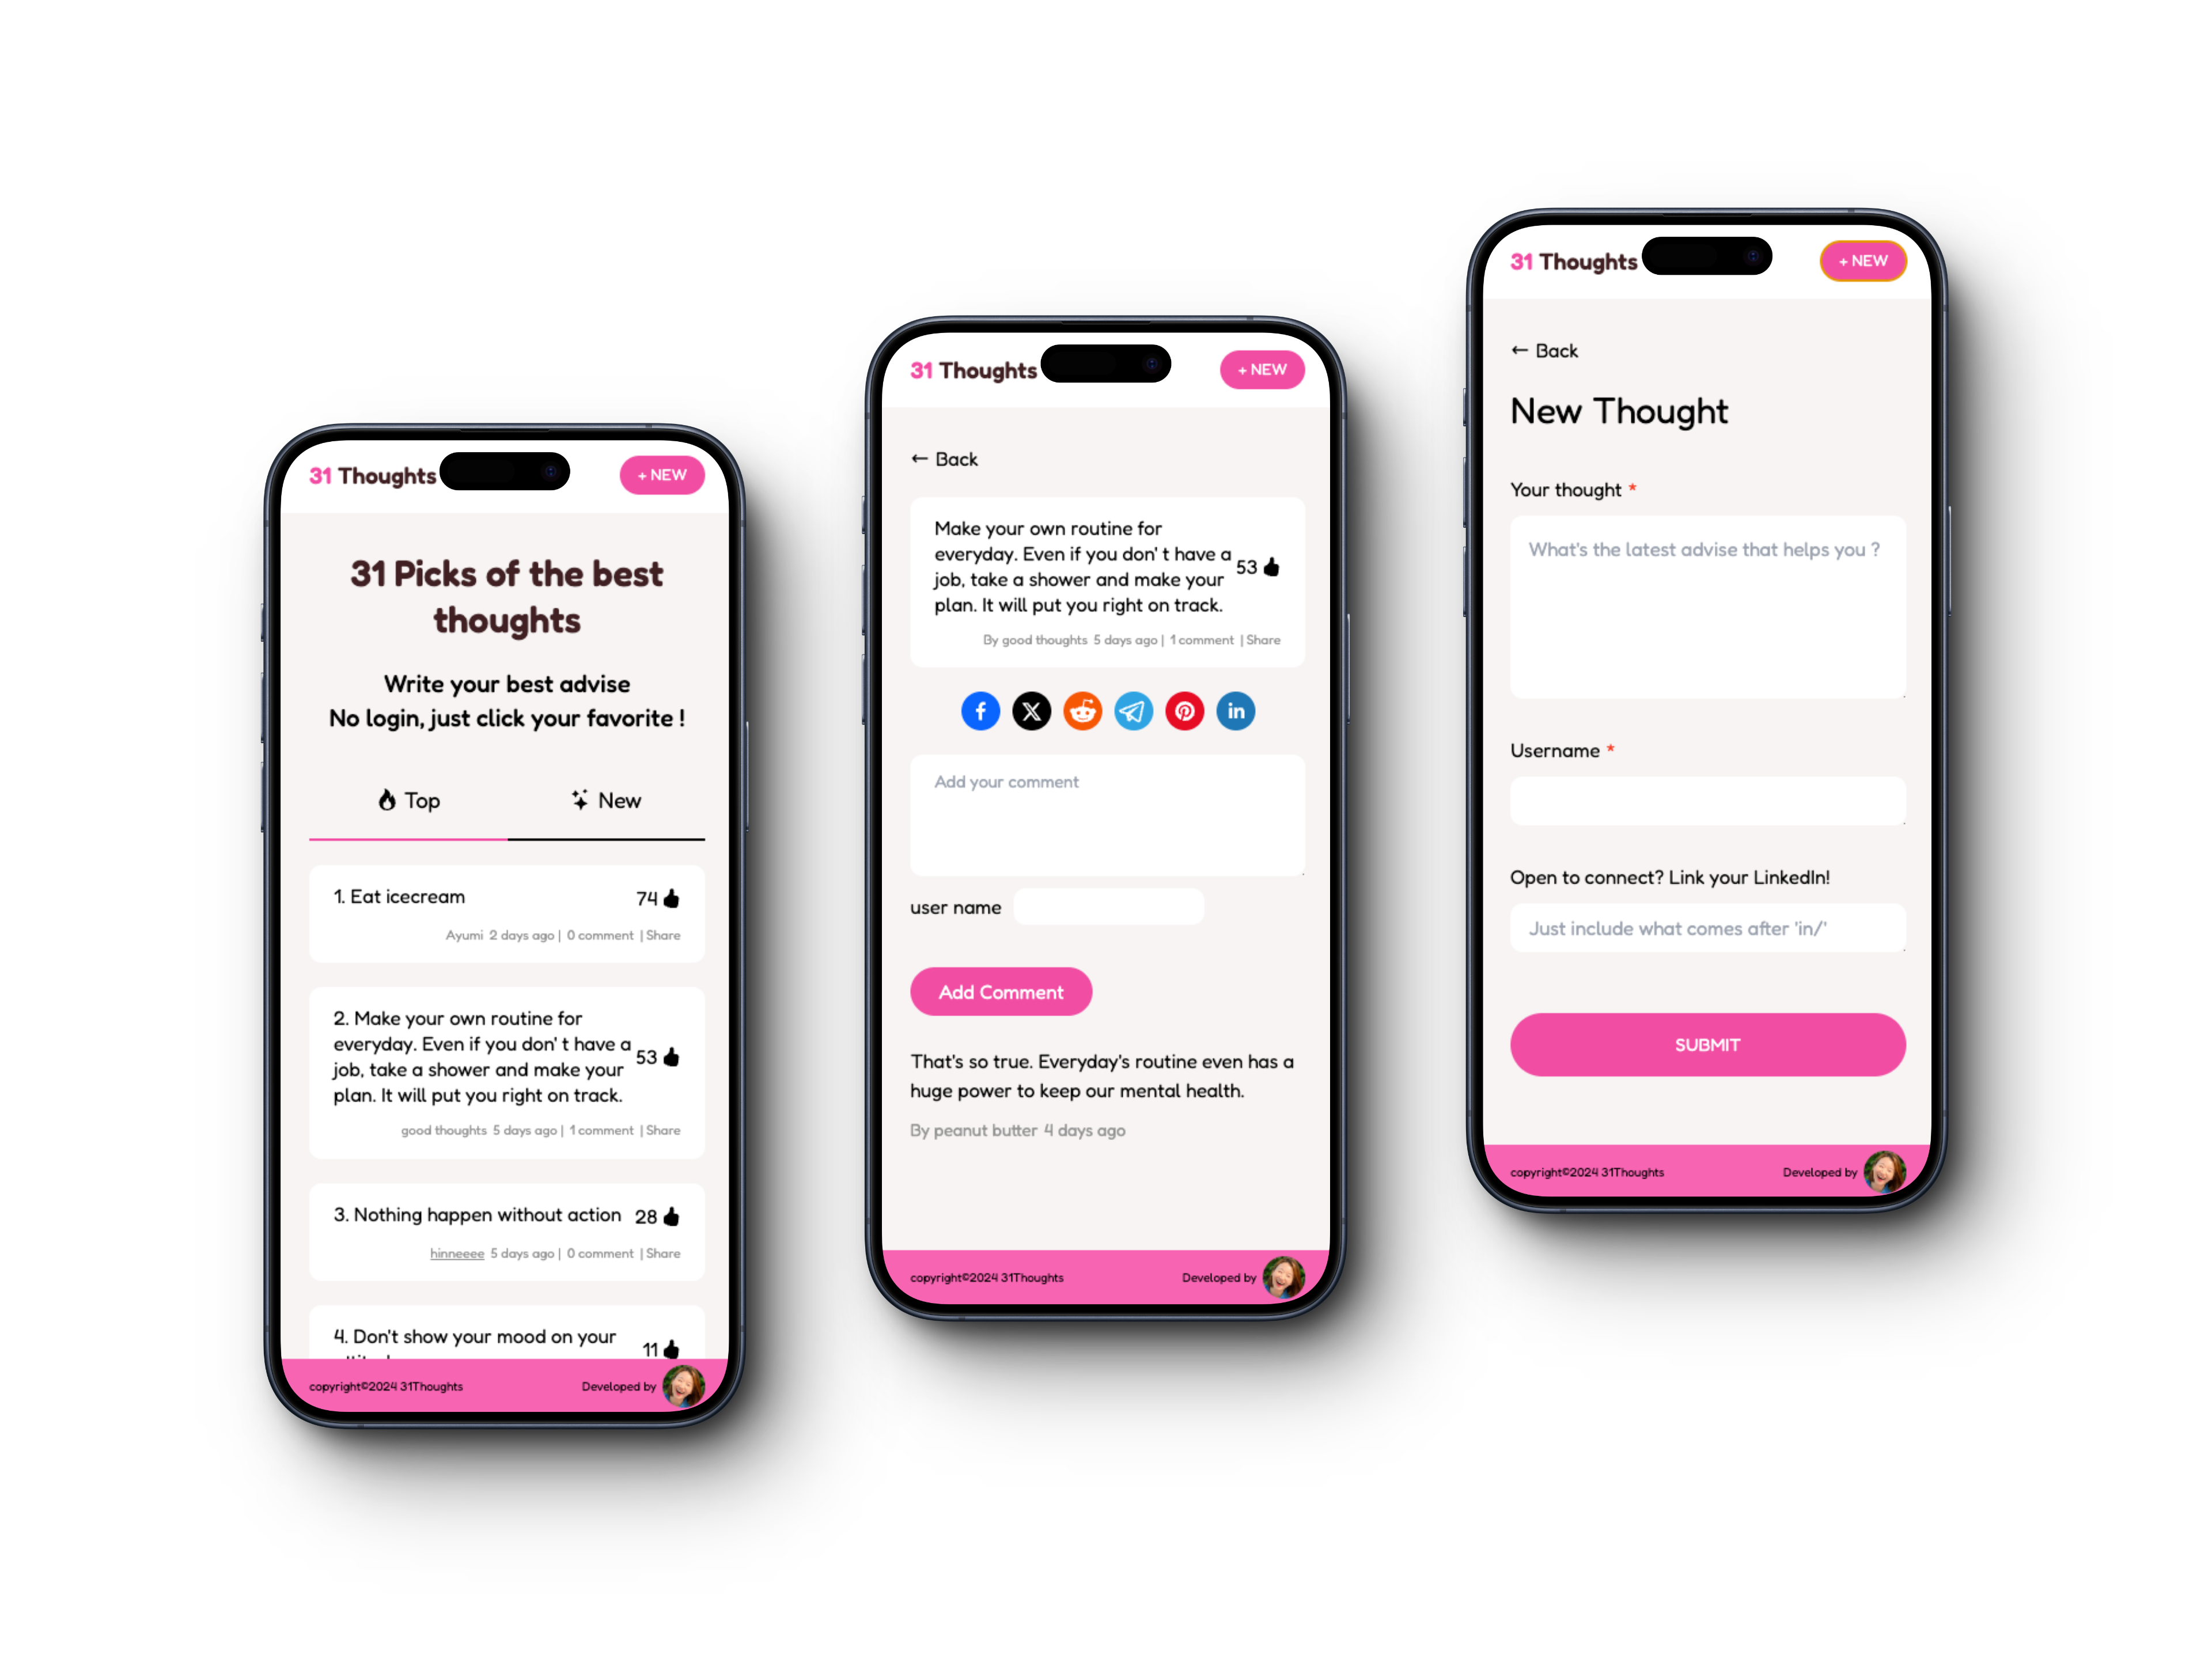 31 Thoughts
+ NEW
31 Picks of the best
thoughts
Write your best advise
No login, just click your favorite !
Top
New
1. Eat icecream
74
Ayumi 2 days ago | 0 comment | Share
2. Make your own routine for
everyday. Even if you don' t have a
job, take a shower and make your
plan. It will put you right on track.
53
good thoughts 5 days ago | 1 comment | Share
3. Nothing happen without action
28
hinneeee 5 days ago | 0 comment | Share
4. Don't show your mood on your
11
copyright©2024 31Thoughts
Developed by
31 Thoughts
+ NEW
← Back
Make your own routine for
everyday. Even if you don' t have a
job, take a shower and make your
plan. It will put you right on track.
53
By good thoughts 5 days ago | 1 comment | Share
Add your comment
user name
Add Comment
That's so true. Everyday's routine even has a
huge power to keep our mental health.
By peanut butter 4 days ago
copyright©2024 31Thoughts
Developed by
31 Thoughts
+ NEW
← Back
New Thought
Your thought *
What's the latest advise that helps you ?
Username *
Open to connect? Link your LinkedIn!
Just include what comes after 'in/'
SUBMIT
copyright©2024 31Thoughts
Developed by